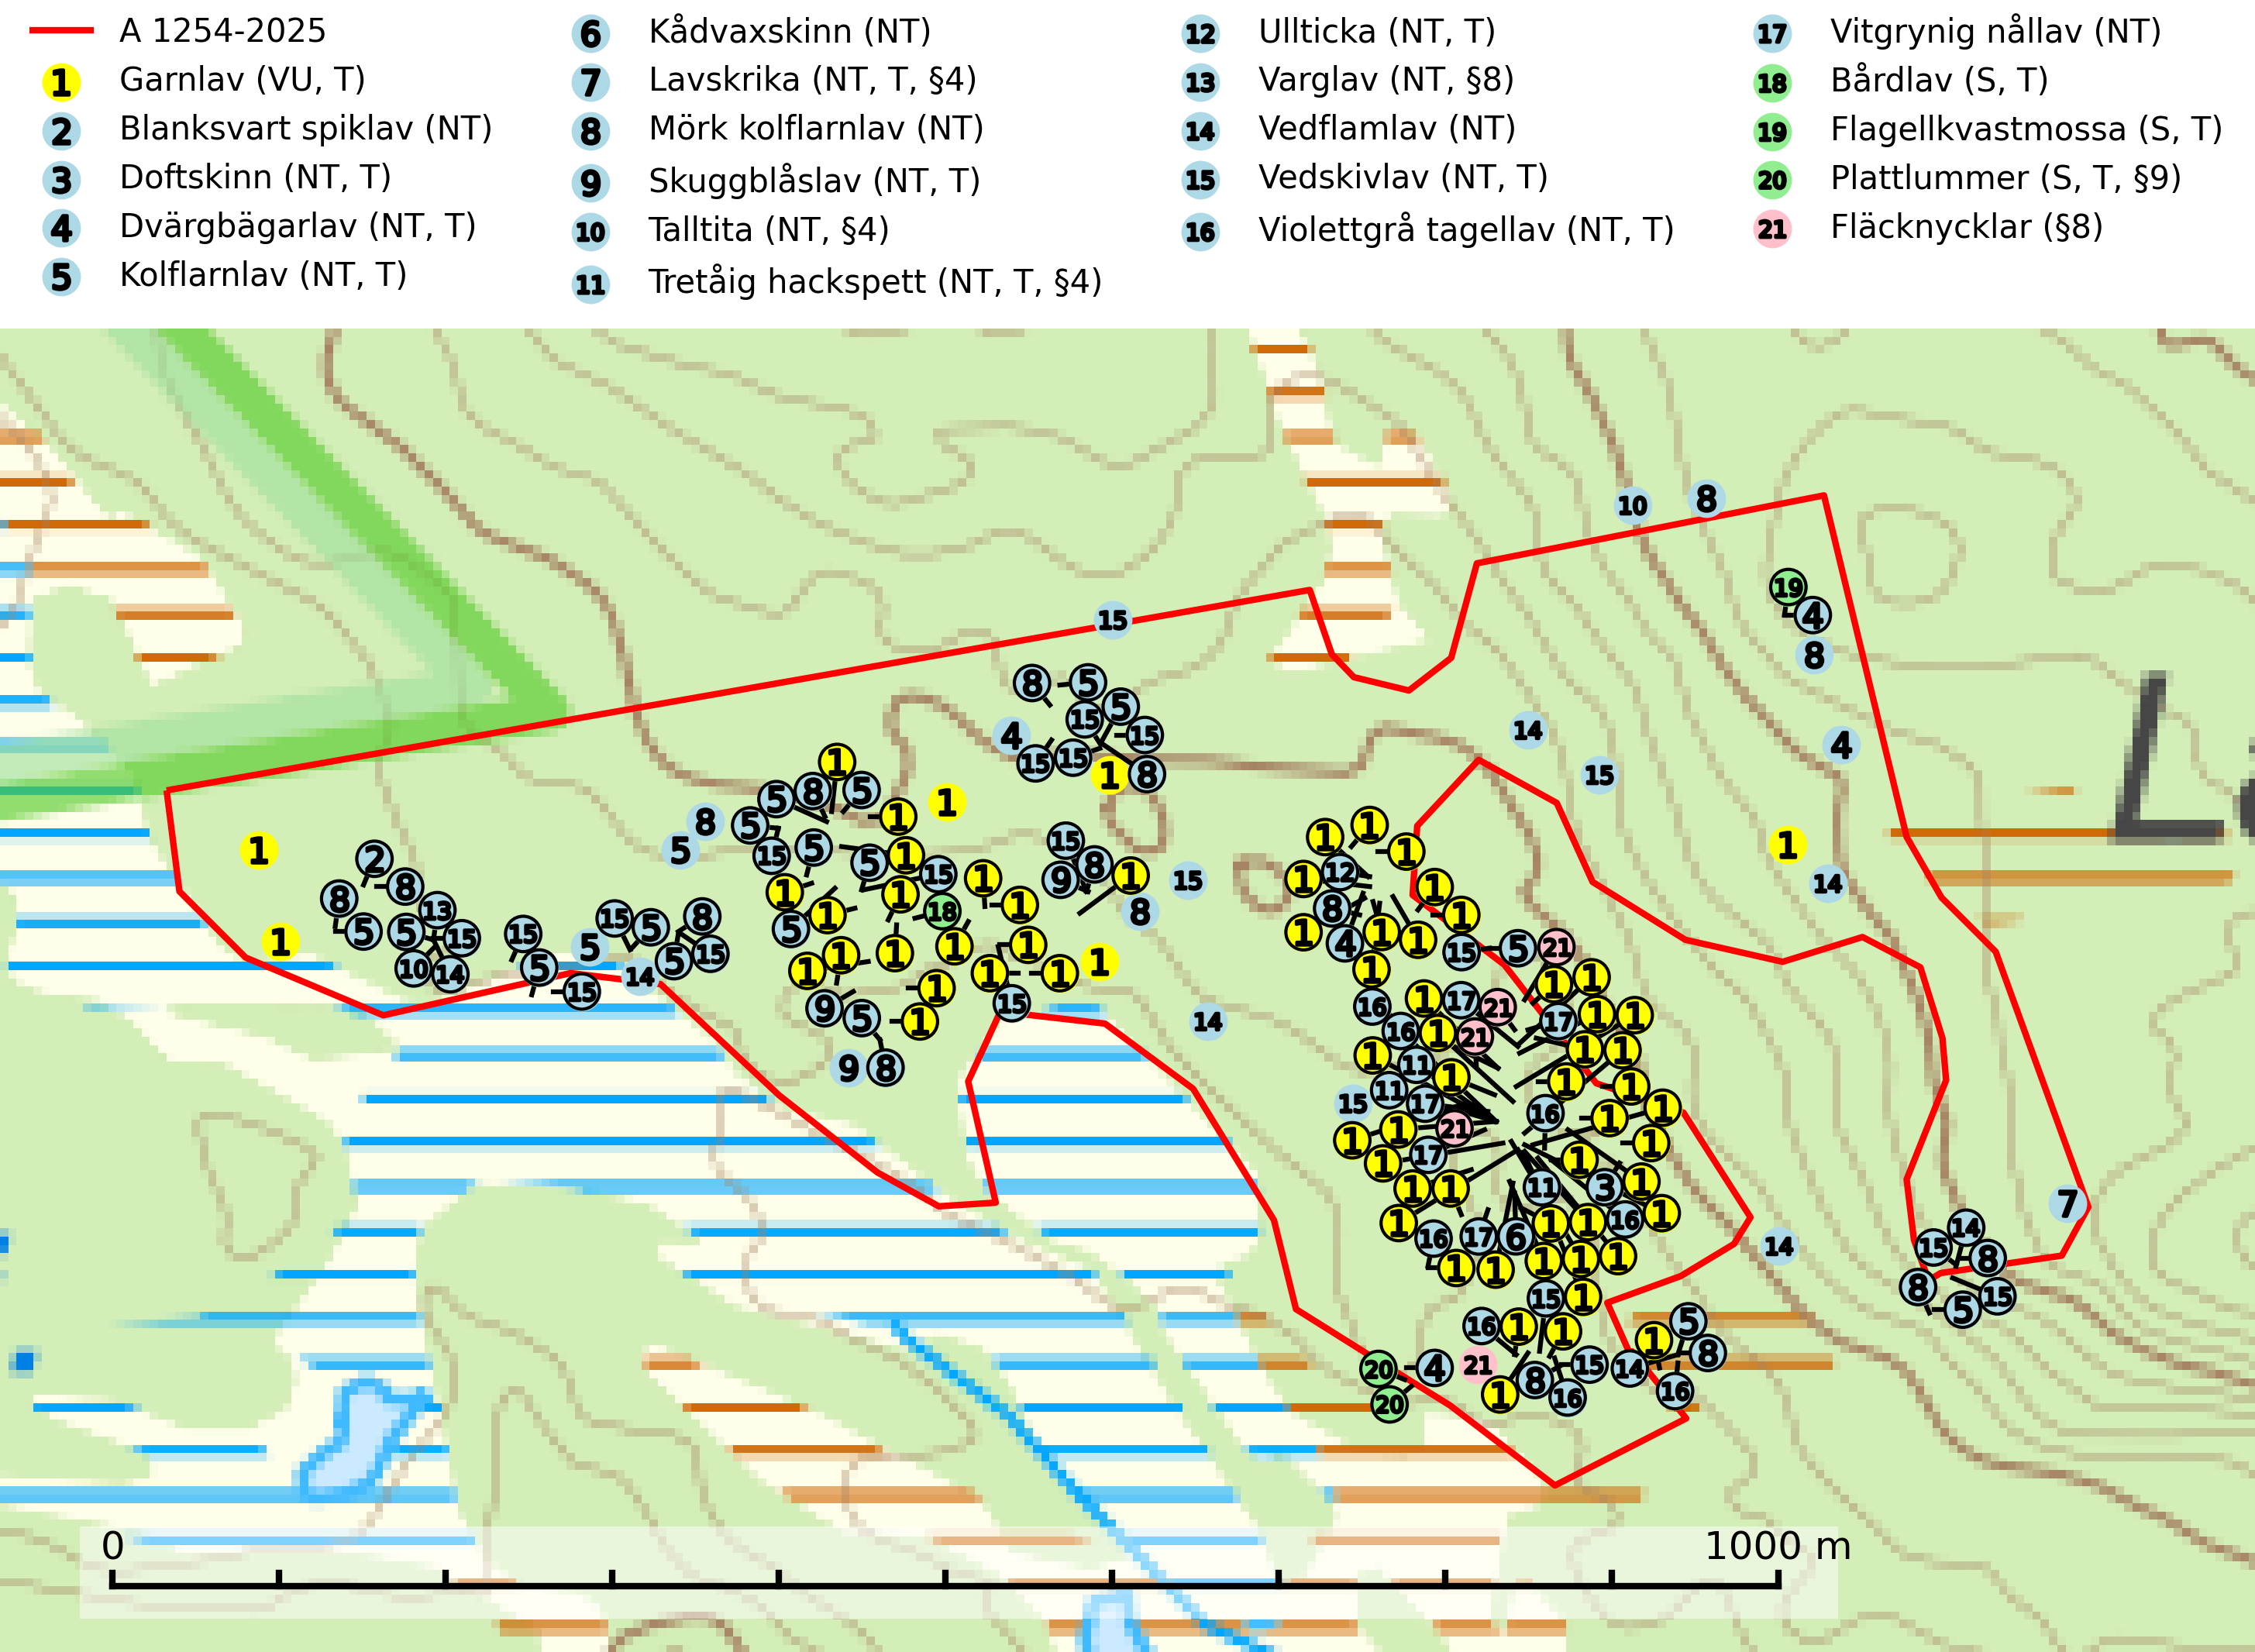 A 1254-2025
1 Garnlav (VU, T)
2 Blanksvart spiklav (NT)
3 Doftskinn (NT, T)
4 Dvärgbägarlav (NT, T)
5 Kolflarnlav (NT, T)
6 Kådvaxskinn (NT)
7 Lavskrika (NT, T, §4)
8 Mörk kolflarnlav (NT)
9 Skuggblåslav (NT, T)
10 Talltita (NT, §4)
11 Tretåig hackspett (NT, T, §4)
12 Ullticka (NT, T)
13 Varglav (NT, §8)
14 Vedflamlav (NT)
15 Vedskivlav (NT, T)
16 Violettgrå tagellav (NT, T)
17 Vitgrynig nållav (NT)
18 Bårdlav (S, T)
19 Flagellkvastmossa (S, T)
20 Plattlummer (S, T, §9)
21 Fläcknycklar (§8)
0 1000 m